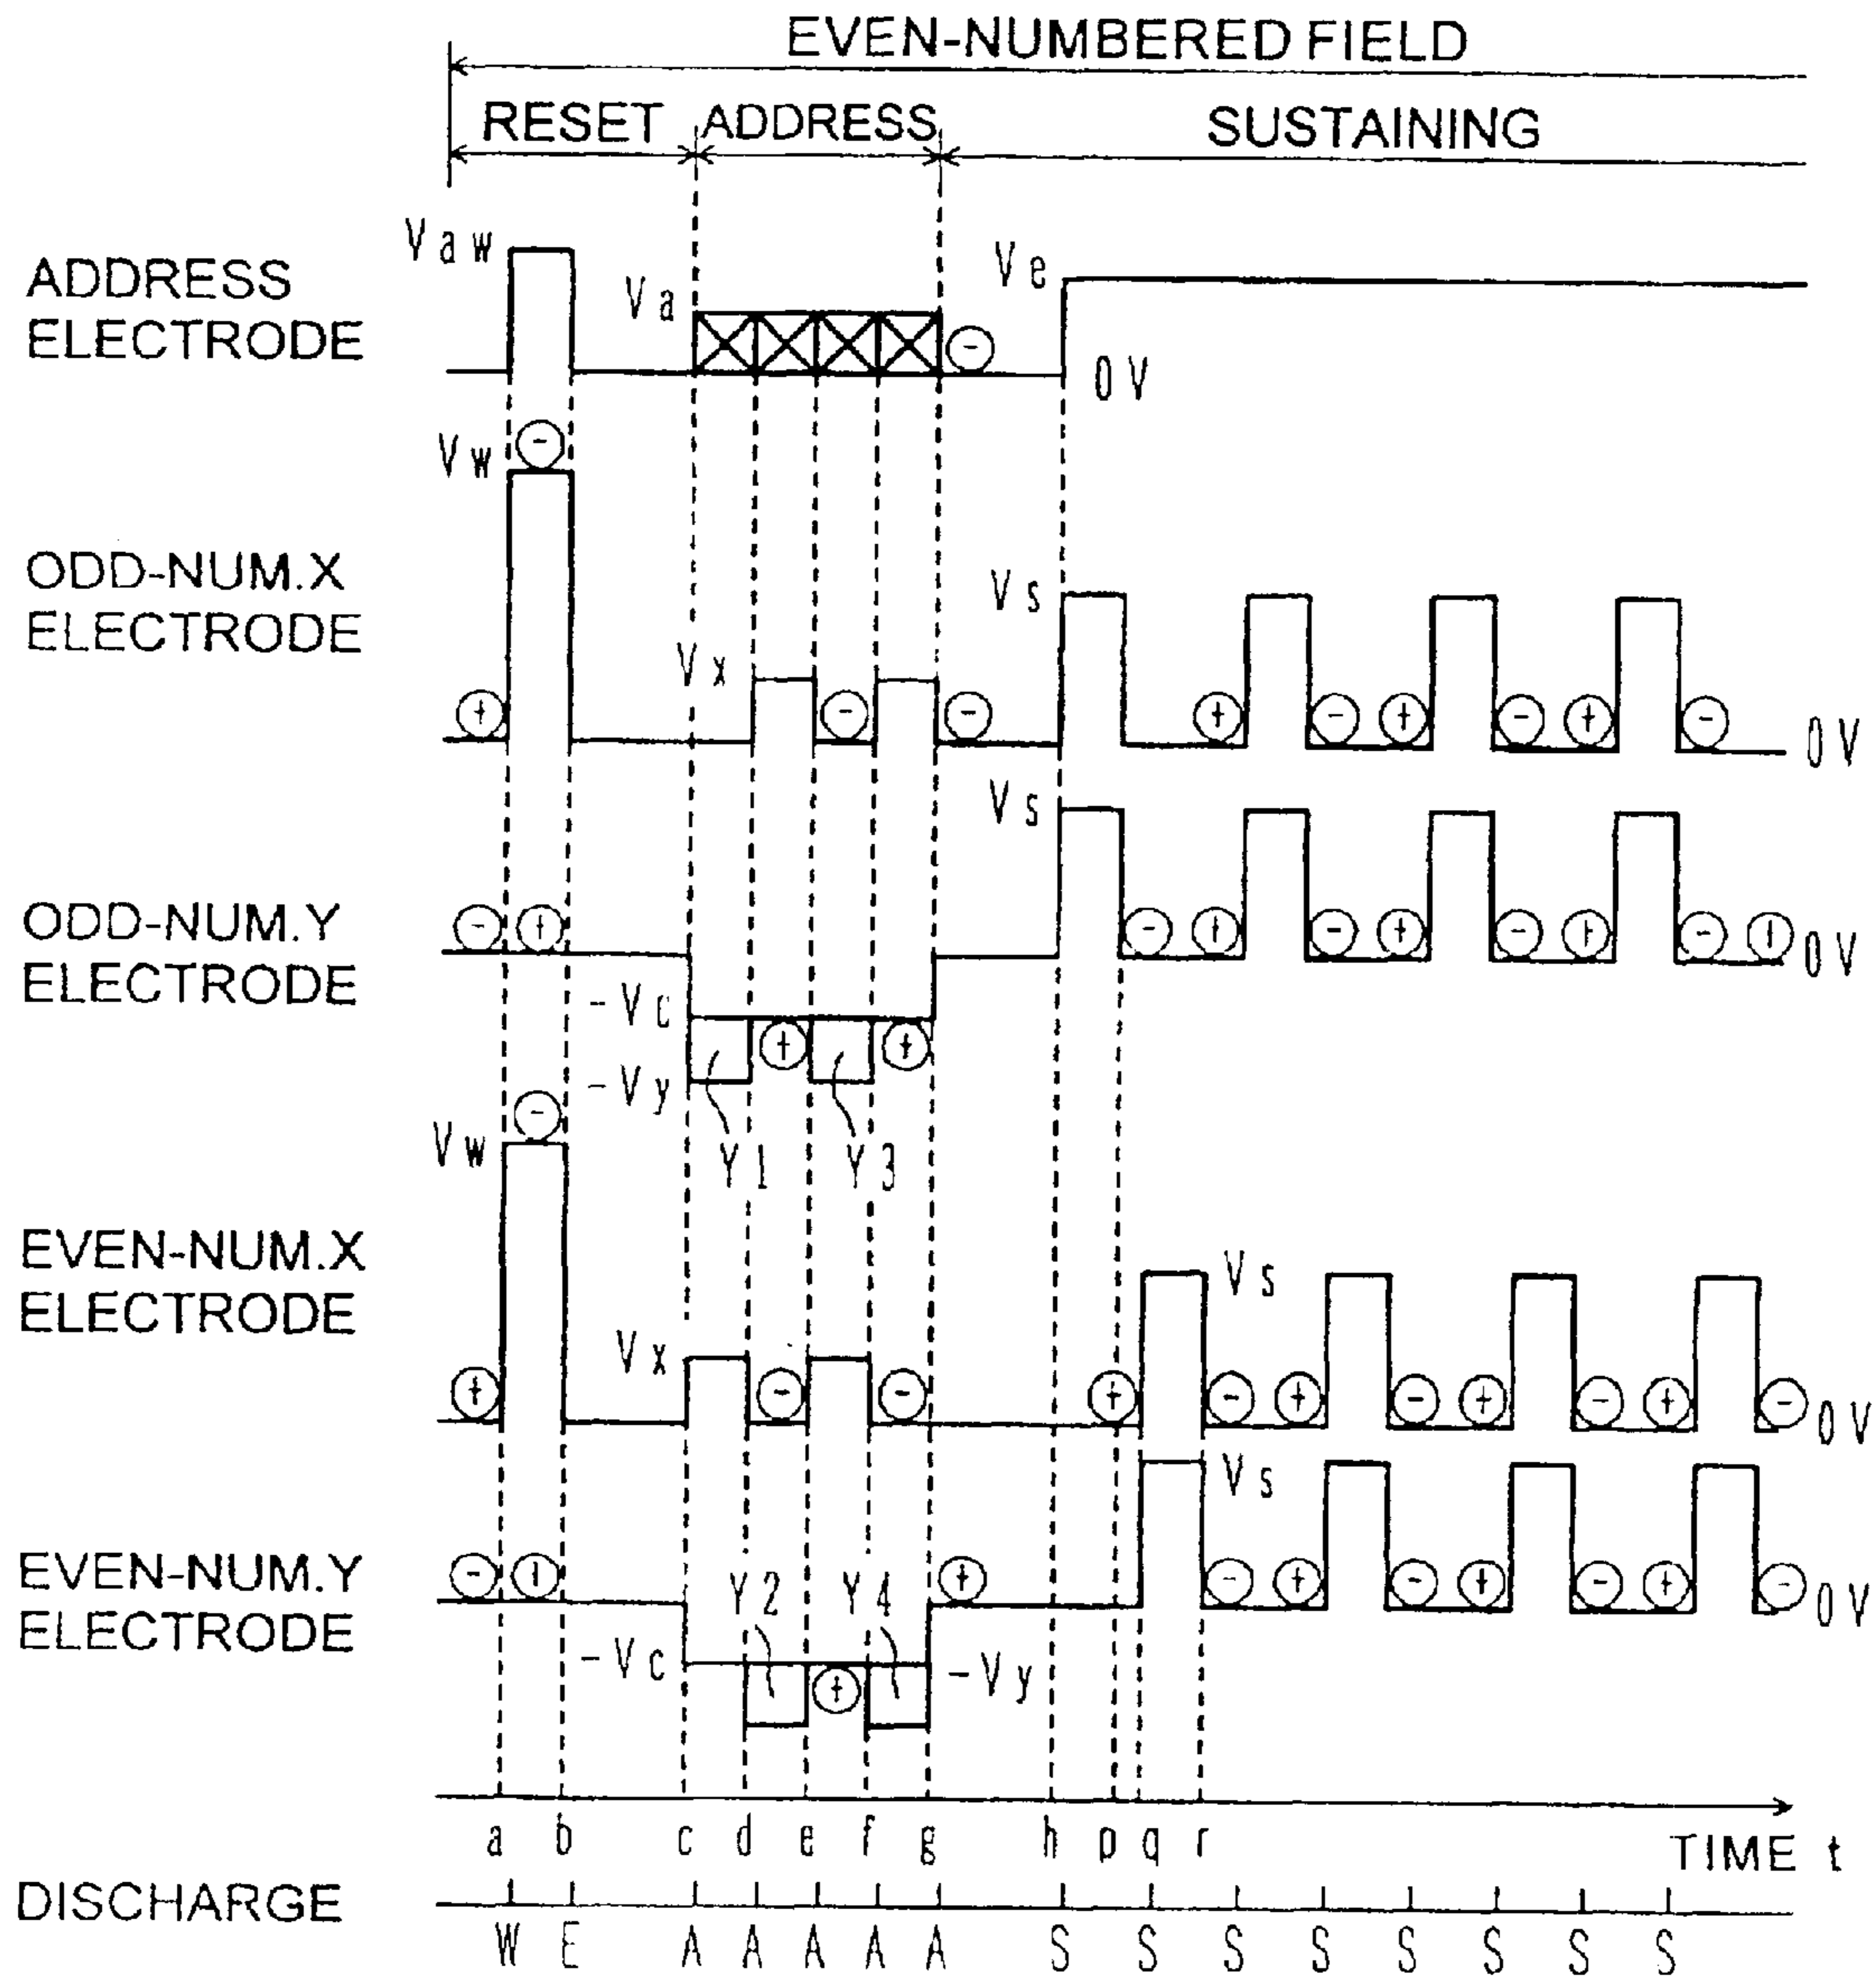 EVEN-NUMBERED FIELD
RESET ADDRESS SUSTAINING
ADDRESS
ELECTRODE
Vaw
Va
Ve
-
0V
ODD-NUM.X
ELECTRODE
Vw
-
Vx
Vs
+ - - + - + - + -
0V
ODD-NUM.Y
ELECTRODE
Vs
- + - + - + - + - +
0V
-Vc
+ +
-Vy
Y1 Y3
EVEN-NUM.X
ELECTRODE
Vw
-
Vx
Vs
+ - - + - + - + - + -
0V
EVEN-NUM.Y
ELECTRODE
Vs
- + + - + - + - + -
0V
Y2 Y4
-Vc
+
-Vy
a b c d e f g h p q r
TIME t
DISCHARGE
W E A A A A A S S S S S S S S